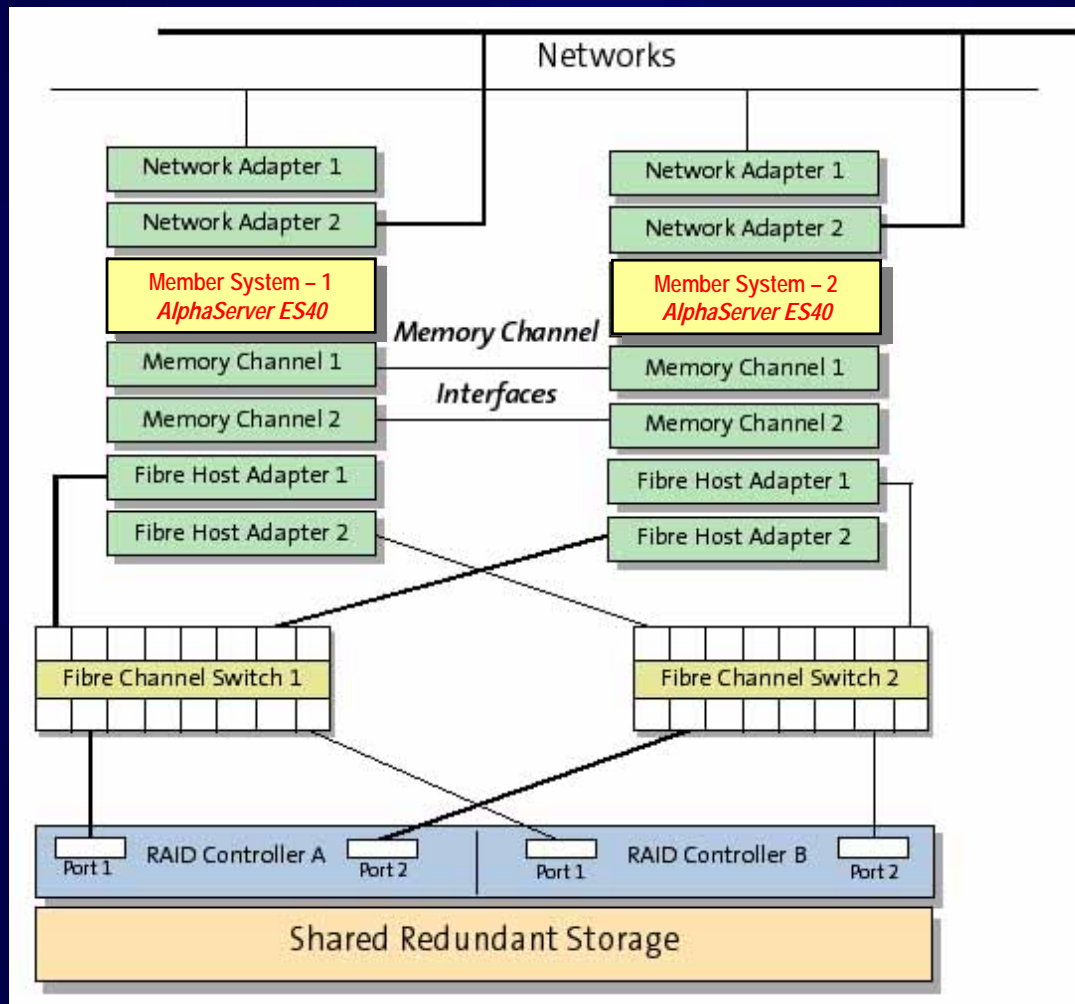 Networks
Network Adapter 1
Network Adapter 2
Member System – 1
AlphaServer ES40
Memory Channel 1
Memory Channel 2
Fibre Host Adapter 1
Fibre Host Adapter 2
Memory Channel
Interfaces
Network Adapter 1
Network Adapter 2
Member System – 2
AlphaServer ES40
Memory Channel 1
Memory Channel 2
Fibre Host Adapter 1
Fibre Host Adapter 2
Fibre Channel Switch 1
Fibre Channel Switch 2
RAID Controller A
Port 1
Port 2
RAID Controller B
Port 1
Port 2
Shared Redundant Storage